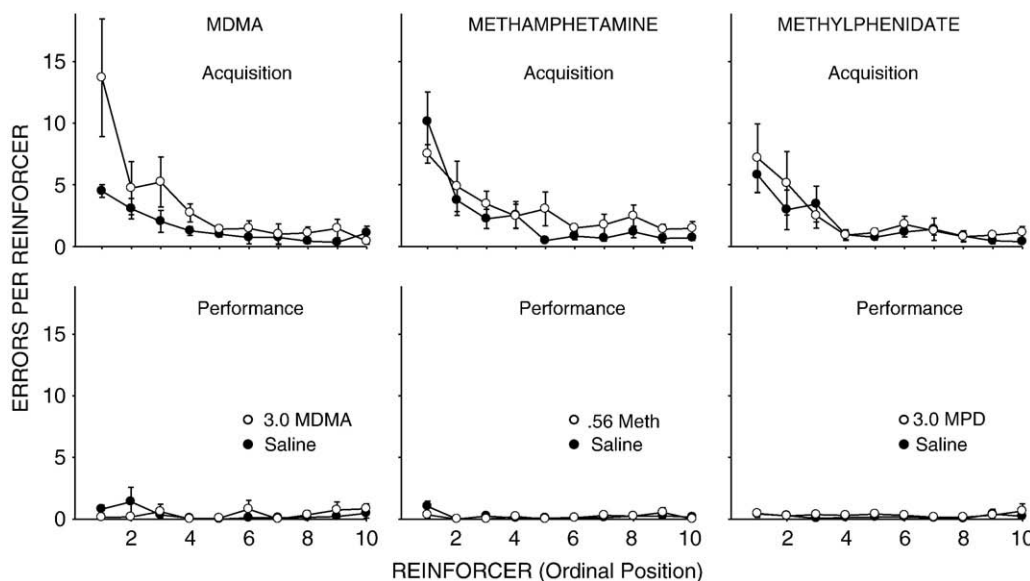 MDMA METHAMPHETAMINE METHYLPHENIDATE
15 Acquisition Acquisition Acquisition
10
5
0
ERRORS PER REINFORCER
Performance Performance Performance
15
10
3.0 MDMA .56 Meth 3.0 MPD
Saline Saline Saline
5
0
2 4 6 8 10 2 4 6 8 10 2 4 6 8 10
REINFORCER (Ordinal Position)